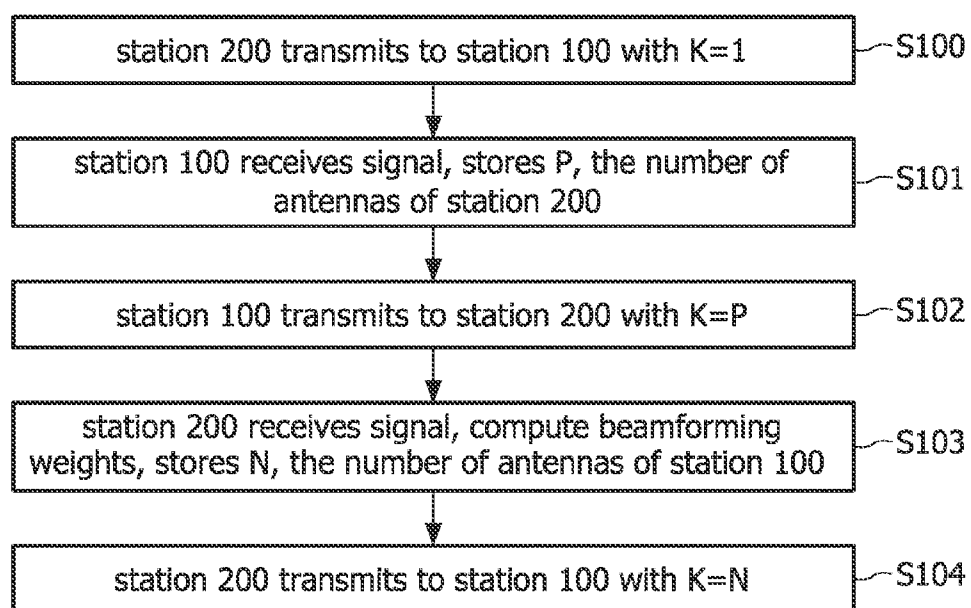 station 200 transmits to station 100 with K=1
S100
station 100 receives signal, stores P, the number of
antennas of station 200
S101
station 100 transmits to station 200 with K=P
S102
station 200 receives signal, compute beamforming
weights, stores N, the number of antennas of station 100
S103
station 200 transmits to station 100 with K=N
S104